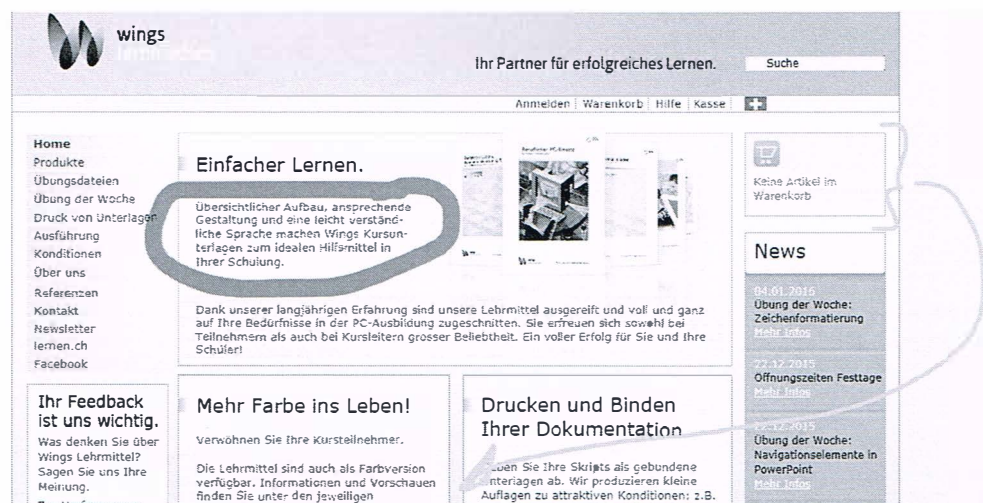 wings
Ihr Partner für erfolgreiches Lernen.
Suche
Anmelden Warenkorb Hilfe Kasse
Home
Produkte
Übungsdateien
Übung der Woche
Druck von Unterlagen
Ausführung
Konditionen
Über uns
Referenzen
Kontakt
Newsletter
lernen.ch
Facebook
Ihr Feedback
ist uns wichtig.
Was denken Sie über
Wings Lehrmittel?
Sagen Sie uns Ihre
Meinung.
Einfacher Lernen.
Übersichtlicher Aufbau, ansprechende
Gestaltung und eine leicht verständ-
liche Sprache machen Wings Kursun-
terlagen zum idealen Hilfsmittel in
Ihrer Schulung.
Dank unserer langjährigen Erfahrung sind unsere Lehrmittel ausgereift und voll und ganz
auf Ihre Bedürfnisse in der PC-Ausbildung zugeschnitten. Sie erfreuen sich sowohl bei
Teilnehmern als auch bei Kursleitern grosser Beliebtheit. Ein voller Erfolg für Sie und Ihre
Schüler!
Mehr Farbe ins Leben!
Verwöhnen Sie Ihre Kursteilnehmer.
Die Lehrmittel sind auch als Farbversion
verfügbar. Informationen und Vorschauen
finden Sie unter den jeweiligen
Drucken und Binden
Ihrer Dokumentation
Sie Ihre Skripts als gebundene
Unterlagen ab. Wir produzieren kleine
Auflagen zu attraktiven Konditionen: z.B.
Keine Artikel im
Warenkorb
News
04.01.2016
Übung der Woche:
Zeichenformatierung
Mehr Infos
22.12.2015
Öffnungszeiten Festtage
Mehr Infos
22.12.2015
Übung der Woche:
Navigationselemente in
PowerPoint
Mehr Infos